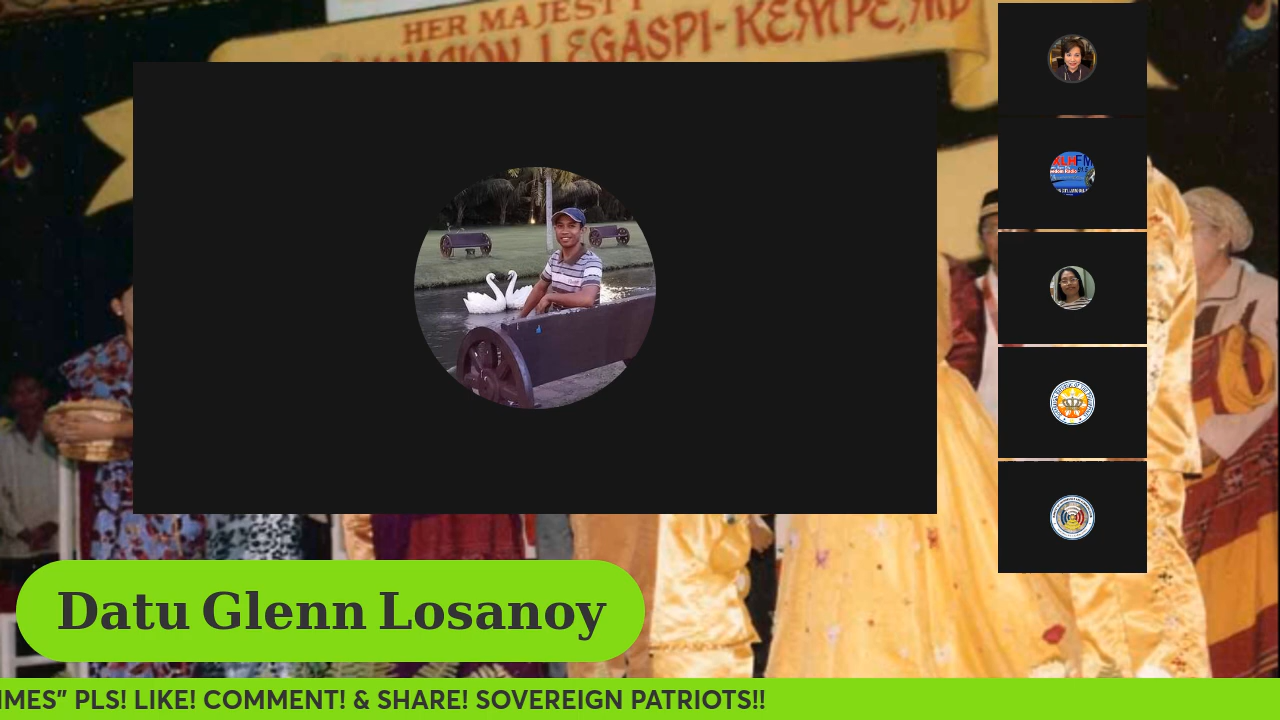 HER MAJESTY
LEGASPI-KEMPE, MD
Datu Glenn Losanoy
IMES" PLS! LIKE! COMMENT! & SHARE! SOVEREIGN PATRIOTS!!